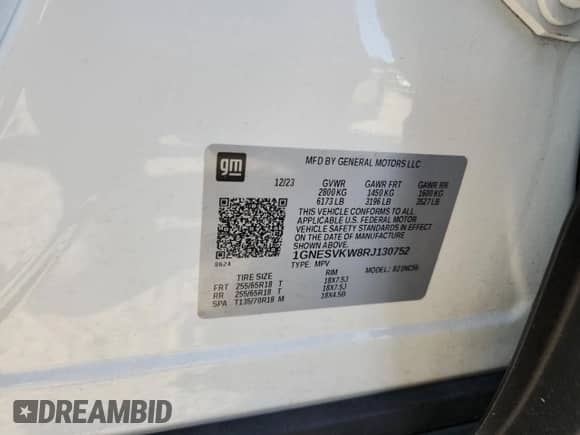 gm
MFD BY GENERAL MOTORS LLC
12/23 GVWR GAWR FRT GAWR RR
2800 KG 1450 KG 1600 KG
6173 LB 3196 LB 3527 LB
THIS VEHICLE CONFORMS TO ALL
APPLICABLE U.S. FEDERAL MOTOR
VEHICLE SAFETY STANDARDS IN EFFECT
ON THE DATE OF MANUFACTURE
SHOWN ABOVE.
8624
1GNESVKW8RJ130752
TYPE: MPV MODEL:
TIRE SIZE RIM
FRT 255/65R18 T 18X7.5J
RR 255/65R18 T 18X7.5J
SPA T135/70R18 M 18X4.5B
DREAMBID